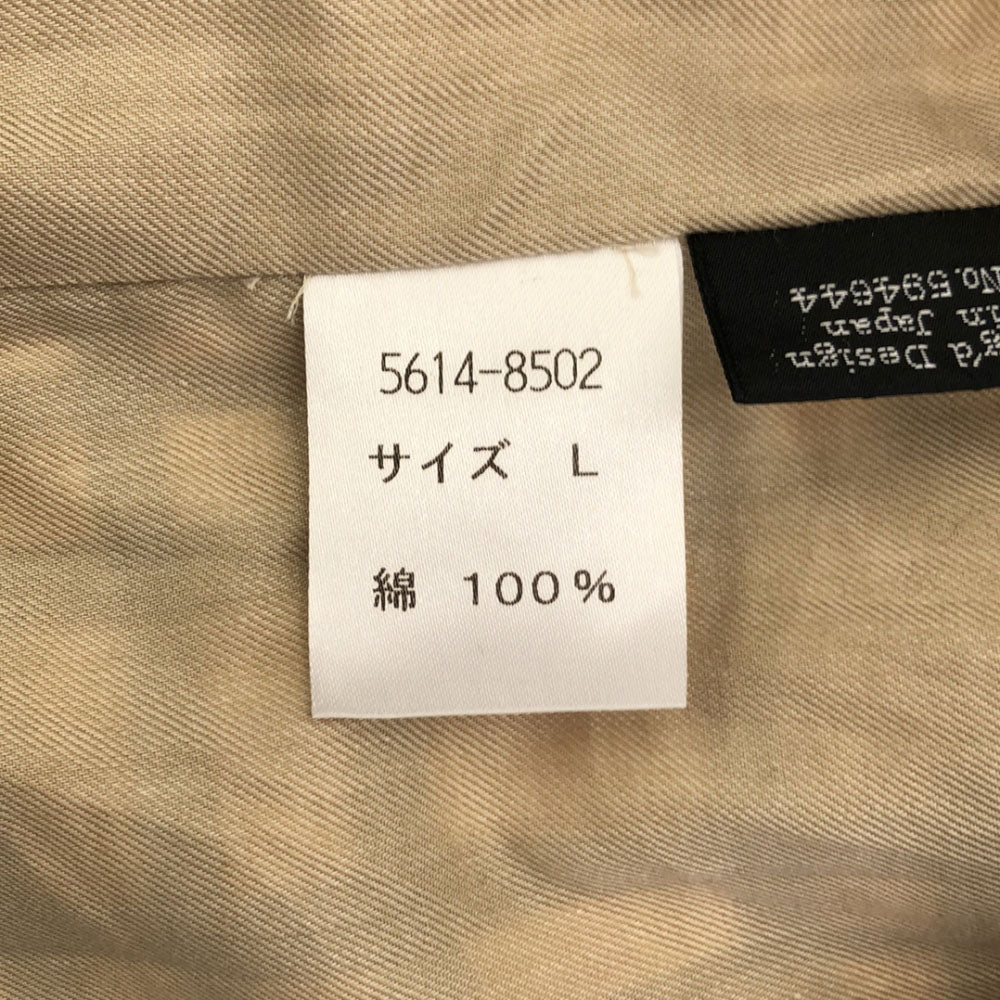 5614-8502
サイズ L
綿 100%
g'd Design
in Japan
No.594644